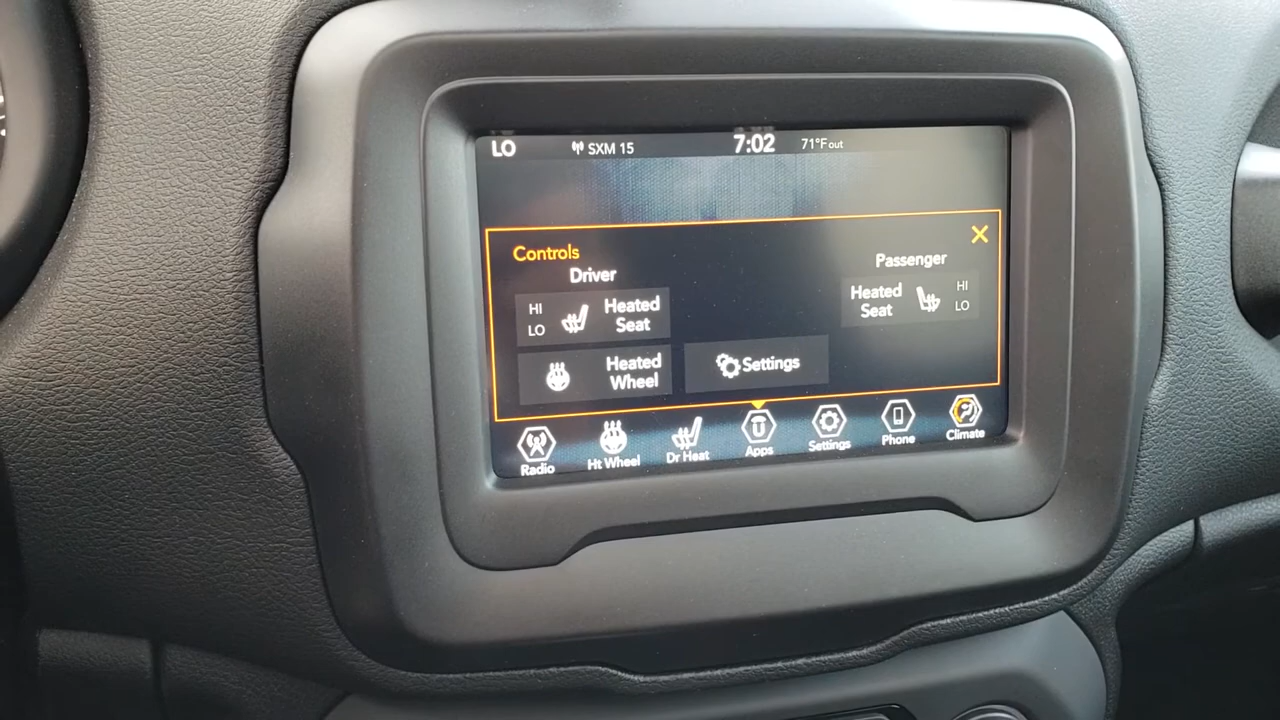 LO
SXM 15
7:02
71°F out
Controls
Driver
Passenger
HI
LO
Heated
Seat
Heated
Seat
HI
LO
Heated
Wheel
Settings
Radio
Ht Wheel
Dr Heat
Apps
Settings
Phone
Climate